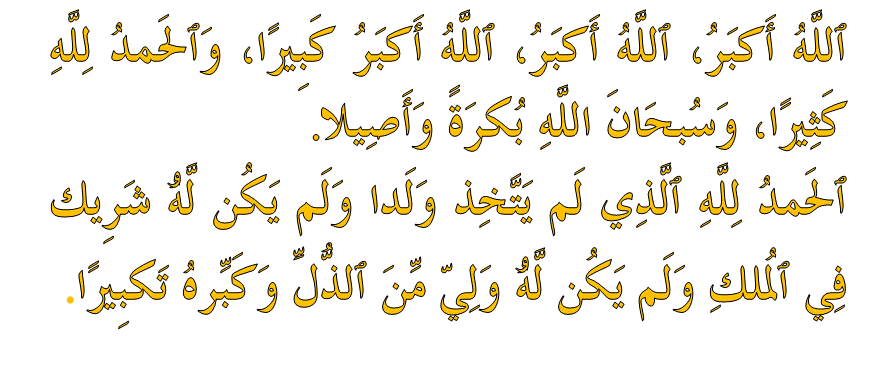 ٱللَّهُ أَكبَرُ، ٱللَّهُ أَكبَرُ، ٱللَّهُ أَكبَرُ كَبِيرًا، وَٱلحَمدُ لِلَّهِ
كَثِيرًا، وَسُبحَانَ اللَّهِ بُكرَةً وَأَصِيلا.
ٱلحَمدُ لِلَّهِ ٱلَّذِي لَم يَتَّخِذ وَلَدا وَلَم يَكُن لَّهُۥ شَرِيك
فِي ٱلمُلكِ وَلَم يَكُن لَّهُۥ وَلِيّ مِّنَ ٱلذُّلِّ وَكَبِّرهُ تَكبِيرًا.